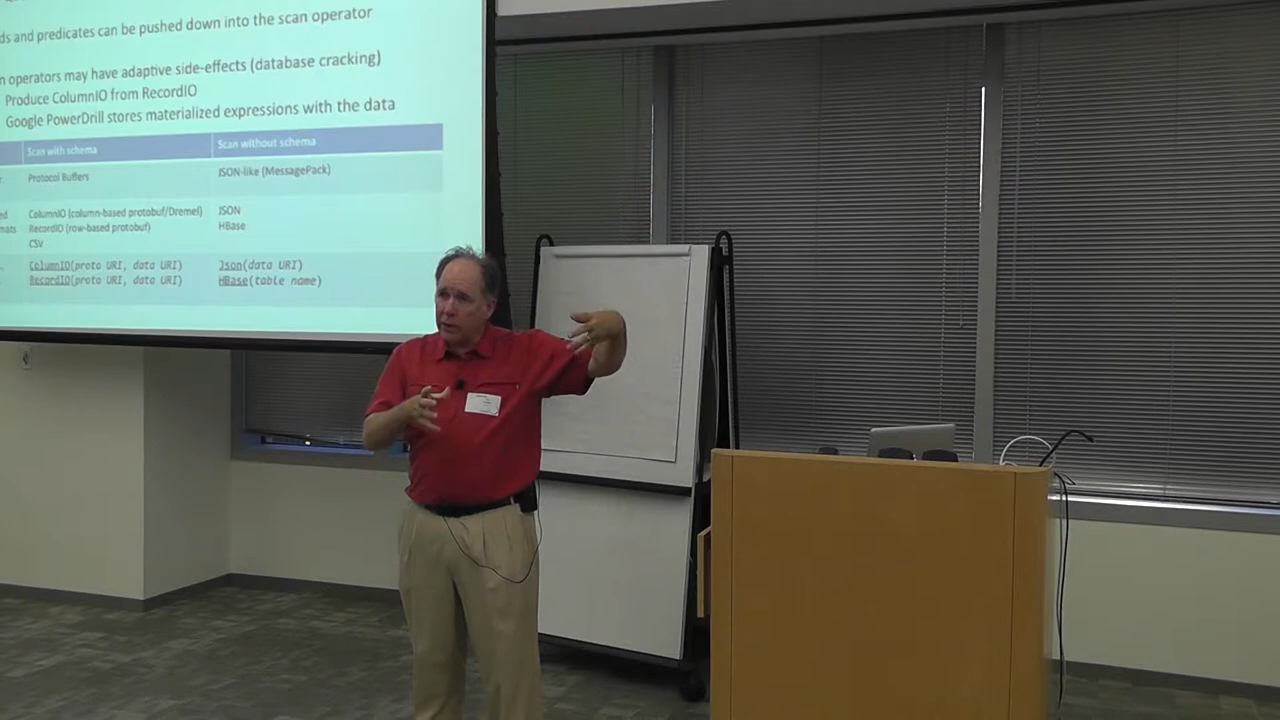 ds and predicates can be pushed down into the scan operator
n operators may have adaptive side-effects (database cracking)
Produce ColumnIO from RecordIO
Google PowerDrill stores materialized expressions with the data
Scan with schema Scan without schema
r Protocol Buffers JSON-like (MessagePack)
ed ColumnIO (column-based protobuf/Dremel) JSON
mats RecordIO (row-based protobuf) HBase
CSV
ColumnIO(proto URI, data URI) Json(data URI)
RecordIO(proto URI, data URI) HBase(table name)